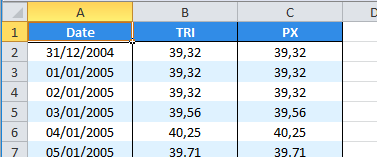 A B C D
1 Date TRI PX
2 31/12/2004 39,32 39,32
3 01/01/2005 39,32 39,32
4 02/01/2005 39,32 39,32
5 03/01/2005 39,56 39,56
6 04/01/2005 40,25 40,25
7 05/01/2005 39,71 39,71